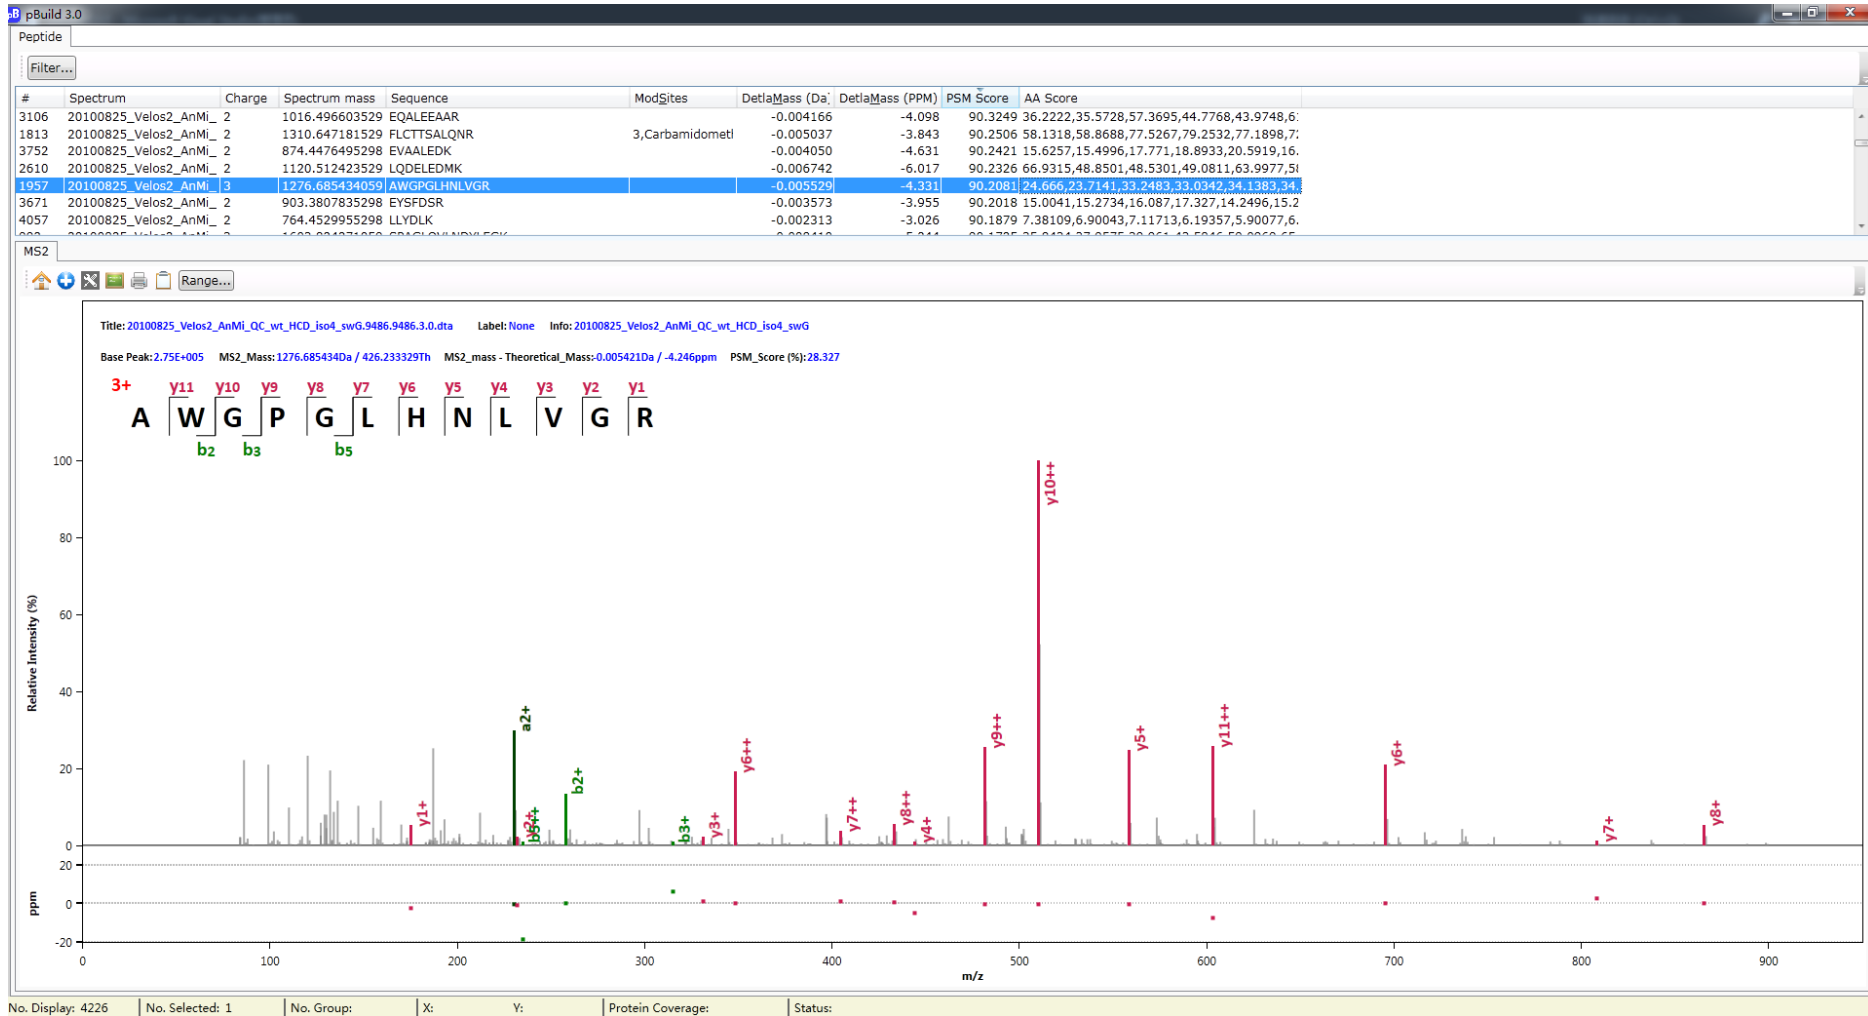 pB pBuild 3.0
Peptide
Filter...
# Spectrum Charge Spectrum mass Sequence ModSites DetlaMass (Da) DetlaMass (PPM) PSM Score AA Score
3106 20100825_Velos2_AnMi_ 2 1016.496603529 EQALEEAAR -0.004166 -4.098 90.3249 36.2222,35.5728,57.3695,44.7768,43.9748,6
1813 20100825_Velos2_AnMi_ 2 1310.647181529 FLCTTSALQNR 3,Carbamidomet -0.005037 -3.843 90.2506 58.1318,58.8688,77.5267,79.2532,77.1898,7
3752 20100825_Velos2_AnMi_ 2 874.4476495298 EVAALEDK -0.004050 -4.631 90.2421 15.6257,15.4996,17.771,18.8933,20.5919,16.
2610 20100825_Velos2_AnMi_ 2 1120.512423529 LQDELEDMK -0.006742 -6.017 90.2326 66.9315,48.8501,48.5301,49.0811,63.9977,5
1957 20100825_Velos2_AnMi_ 3 1276.685434059 AWGPGLHNLVGR -0.005529 -4.331 90.2081 24.666,23.7141,33.2483,33.0342,34.1383,34.
3671 20100825_Velos2_AnMi_ 2 903.3807835298 EYSFDSR -0.003573 -3.955 90.2018 15.0041,15.2734,16.087,17.327,14.2496,15.2
4057 20100825_Velos2_AnMi_ 2 764.4529955298 LLYDLK -0.002313 -3.026 90.1879 7.38109,6.90043,7.11713,6.19357,5.90077,6.
MS2
Range...
Title: 20100825_Velos2_AnMi_QC_wt_HCD_iso4_swG.9486.9486.3.0.dta Label: None Info: 20100825_Velos2_AnMi_QC_wt_HCD_iso4_swG
Base Peak: 2.75E+005 MS2_Mass: 1276.685434Da / 426.233329Th MS2_mass - Theoretical_Mass: -0.005421Da / -4.246ppm PSM_Score (%): 28.327
3+ y11 y10 y9 y8 y7 y6 y5 y4 y3 y2 y1
A W G P G L H N L V G R
b2 b3 b5
100
80
60
40
20
0
Relative Intensity (%)
y1+
a2+
y2+
b5++
b2+
b3+
y3+
y6++
y7++
y8++
y4+
y9++
y10++
y5+
y11++
y6+
y7+
y8+
20
0
-20
ppm
0 100 200 300 400 500 600 700 800 900
m/z
No. Display: 4226 No. Selected: 1 No. Group: X: Y: Protein Coverage: Status: